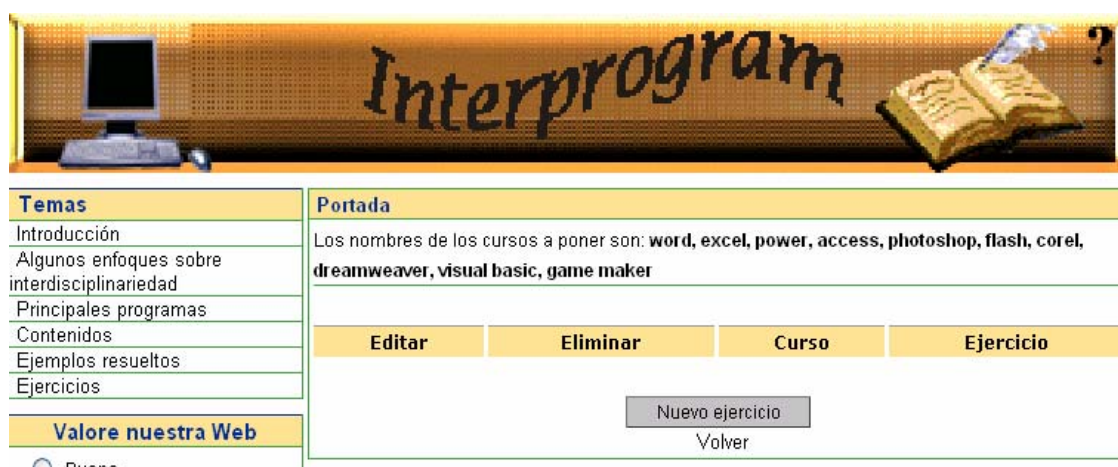 Interprogram
?
Temas
Introducción
Algunos enfoques sobre
interdisciplinariedad
Principales programas
Contenidos
Ejemplos resueltos
Ejercicios
Valore nuestra Web
Portada
Los nombres de los cursos a poner son: word, excel, power, access, photoshop, flash, corel,
dreamweaver, visual basic, game maker
Editar Eliminar Curso Ejercicio
Nuevo ejercicio
Volver